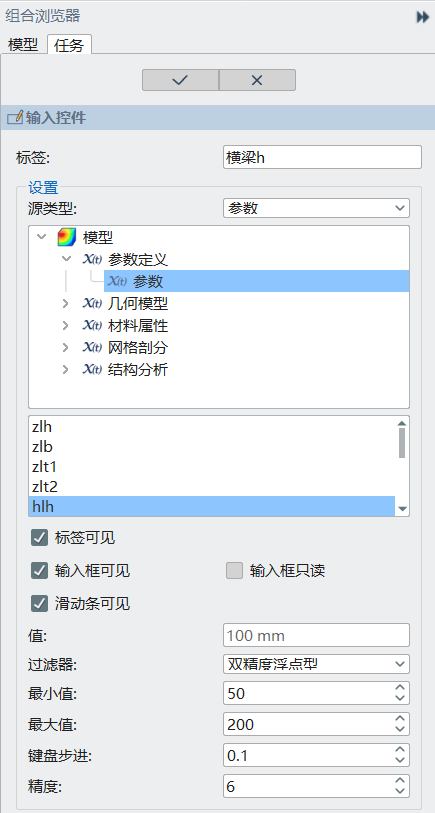 组合浏览器
模型 任务
输入控件
标签: 横梁h
设置
源类型: 参数
模型
X(t) 参数定义
X(t) 参数
X(t) 几何模型
X(t) 材料属性
X(t) 网格剖分
X(t) 结构分析
zlh
zlb
zlt1
zlt2
hlh
标签可见
输入框可见 输入框只读
滑动条可见
值: 100 mm
过滤器: 双精度浮点型
最小值: 50
最大值: 200
键盘步进: 0.1
精度: 6